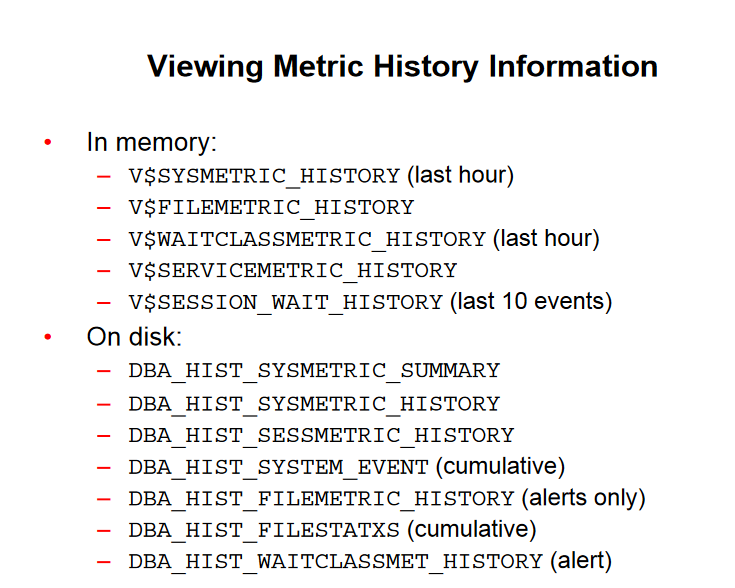 Viewing Metric History Information
• In memory:
– V$SYSMETRIC_HISTORY (last hour)
– V$FILEMETRIC_HISTORY
– V$WAITCLASSMETRIC_HISTORY (last hour)
– V$SERVICEMETRIC_HISTORY
– V$SESSION_WAIT_HISTORY (last 10 events)
• On disk:
– DBA_HIST_SYSMETRIC_SUMMARY
– DBA_HIST_SYSMETRIC_HISTORY
– DBA_HIST_SESSMETRIC_HISTORY
– DBA_HIST_SYSTEM_EVENT (cumulative)
– DBA_HIST_FILEMETRIC_HISTORY (alerts only)
– DBA_HIST_FILESTATXS (cumulative)
– DBA_HIST_WAITCLASSMET_HISTORY (alert)